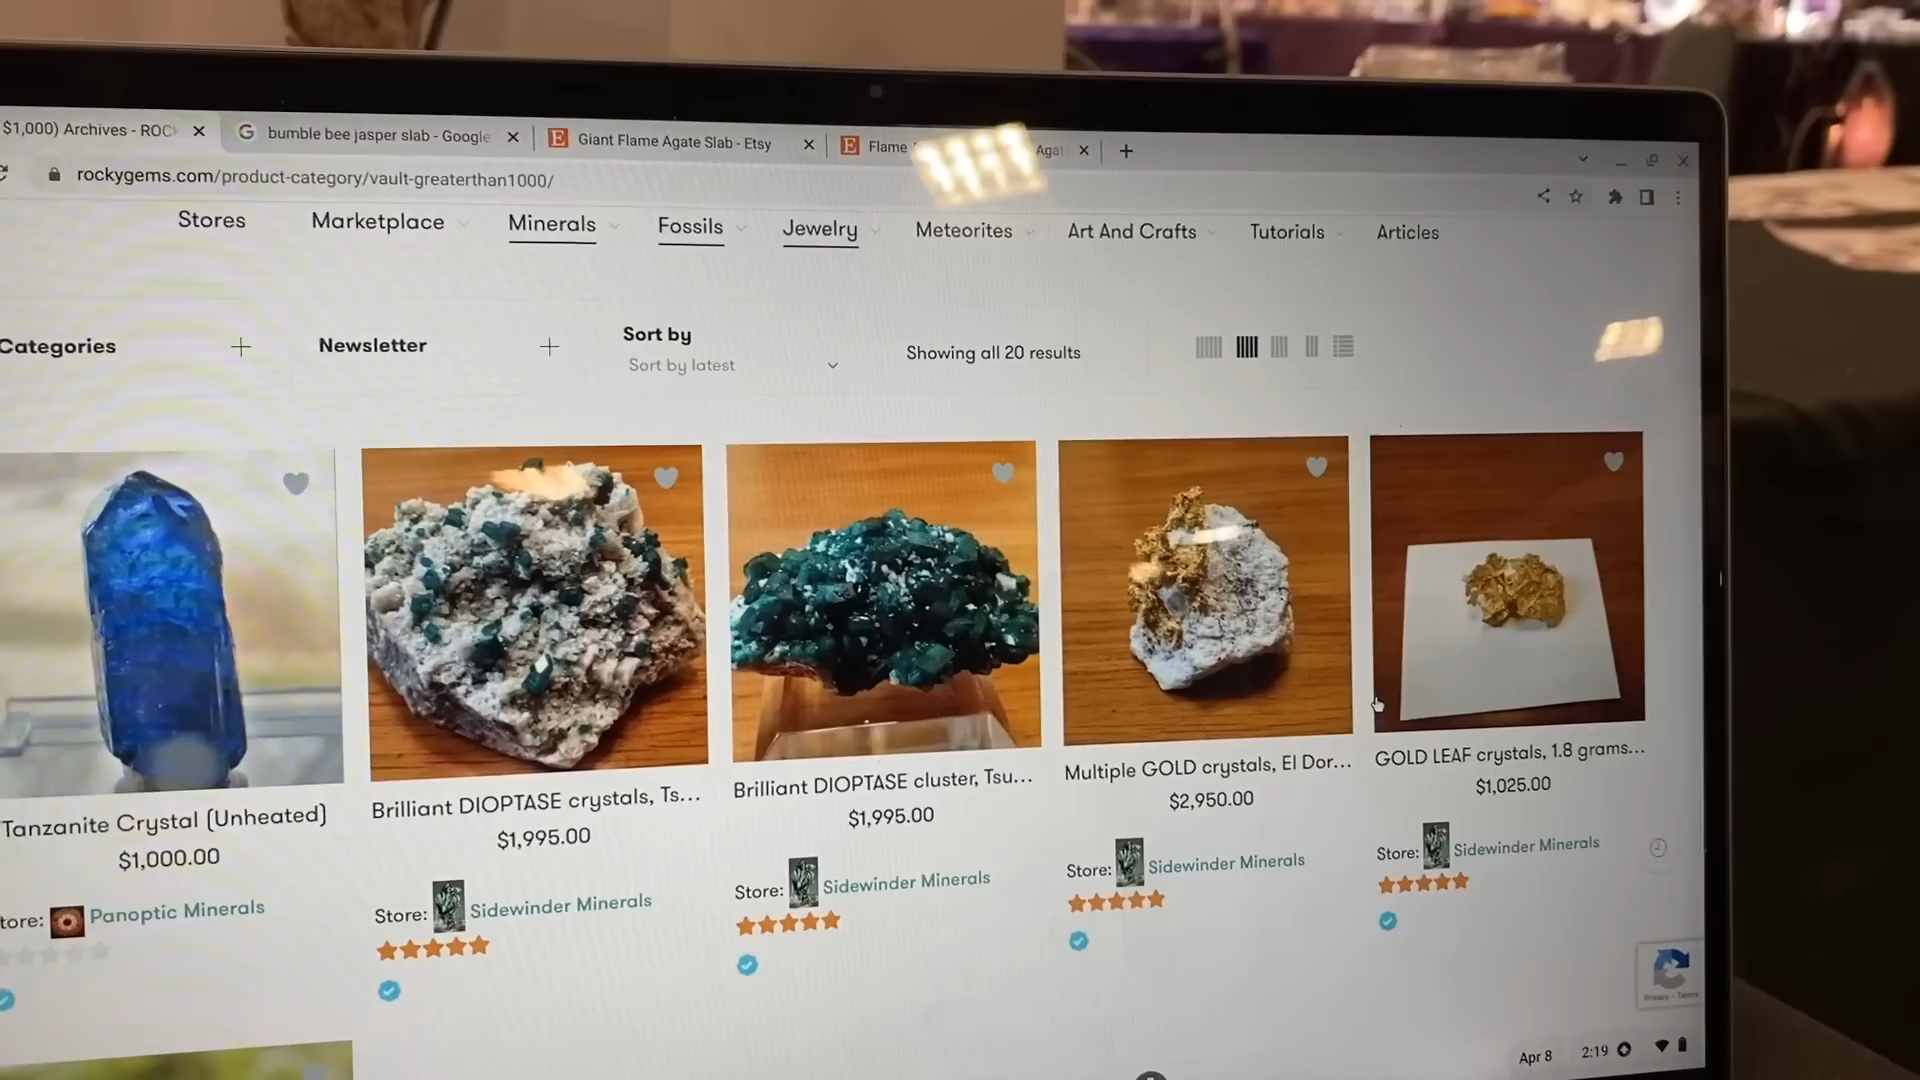 $1,000) Archives - ROC
bumble bee jasper slab - Google
Giant Flame Agate Slab - Etsy
Flame
Agat
rockygems.com/product-category/vault-greaterthan1000/
Stores
Marketplace
Minerals
Fossils
Jewelry
Meteorites
Art And Crafts
Tutorials
Articles
Categories
Newsletter
Sort by
Sort by latest
Showing all 20 results
Tanzanite Crystal (Unheated)
$1,000.00
tore: Panoptic Minerals
Brilliant DIOPTASE crystals, Ts...
$1,995.00
Store: Sidewinder Minerals
Brilliant DIOPTASE cluster, Tsu...
$1,995.00
Store: Sidewinder Minerals
Multiple GOLD crystals, El Dor...
$2,950.00
Store: Sidewinder Minerals
GOLD LEAF crystals, 1.8 grams...
$1,025.00
Store: Sidewinder Minerals
Privacy - Terms
Apr 8
2:19